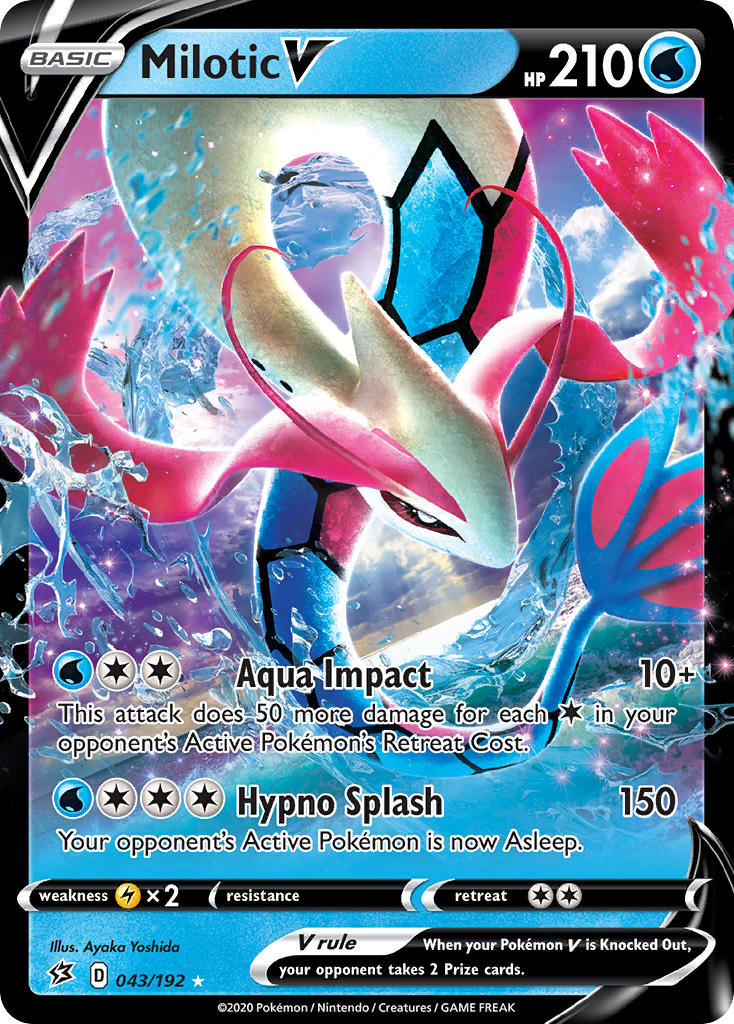 BASIC Milotic V HP 210
Aqua Impact 10+
This attack does 50 more damage for each in your
opponent's Active Pokémon's Retreat Cost.
Hypno Splash 150
Your opponent's Active Pokémon is now Asleep.
weakness ×2 resistance retreat
Illus. Ayaka Yoshida
V rule When your Pokémon V is Knocked Out,
your opponent takes 2 Prize cards.
D 043/192
©2020 Pokémon / Nintendo / Creatures / GAME FREAK